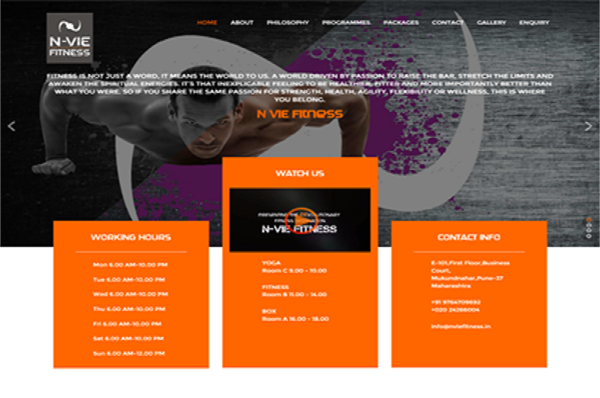 N-VIE
FITNESS
HOME ABOUT PHILOSOPHY PROGRAMMES PACKAGES CONTACT GALLERY ENQUIRY
FITNESS IS NOT JUST A WORD, IT MEANS THE WORLD TO US. A WORLD DRIVEN BY PASSION TO RAISE THE BAR, STRETCH THE LIMITS AND
AWAKEN THE SPIRITUAL ENERGIES. IT'S THAT INEXPLICABLE FEELING TO BE HEALTHIER, FITTER AND MORE IMPORTANTLY BETTER THAN
WHAT YOU WERE. SO IF YOU SHARE THE SAME PASSION FOR STRENGTH, HEALTH, AGILITY, FLEXIBILITY OR WELLNESS, THIS IS WHERE
YOU BELONG.
N VIE FITNESS
WATCH US
N-VIE FITNESS
YOGA
Room C 9.00 - 10.00
FITNESS
Room B 11.00 - 14.00
BOX
Room A 16.00 - 18.00
WORKING HOURS
Mon 6.00 AM-10.00 PM
Tue 6.00 AM-10.00 PM
Wed 6.00 AM-10.00 PM
Thu 6.00 AM-10.00 PM
Fri 6.00 AM-10.00 PM
Sat 6.00 AM-10.00 PM
Sun 6.00 AM-12.00 PM
CONTACT INFO
E-101,First Floor,Business
Court,
Mukundnahar,Pune-37
Maharashtra
+91 9764709692
+020 24268004
info@nviefitness.in